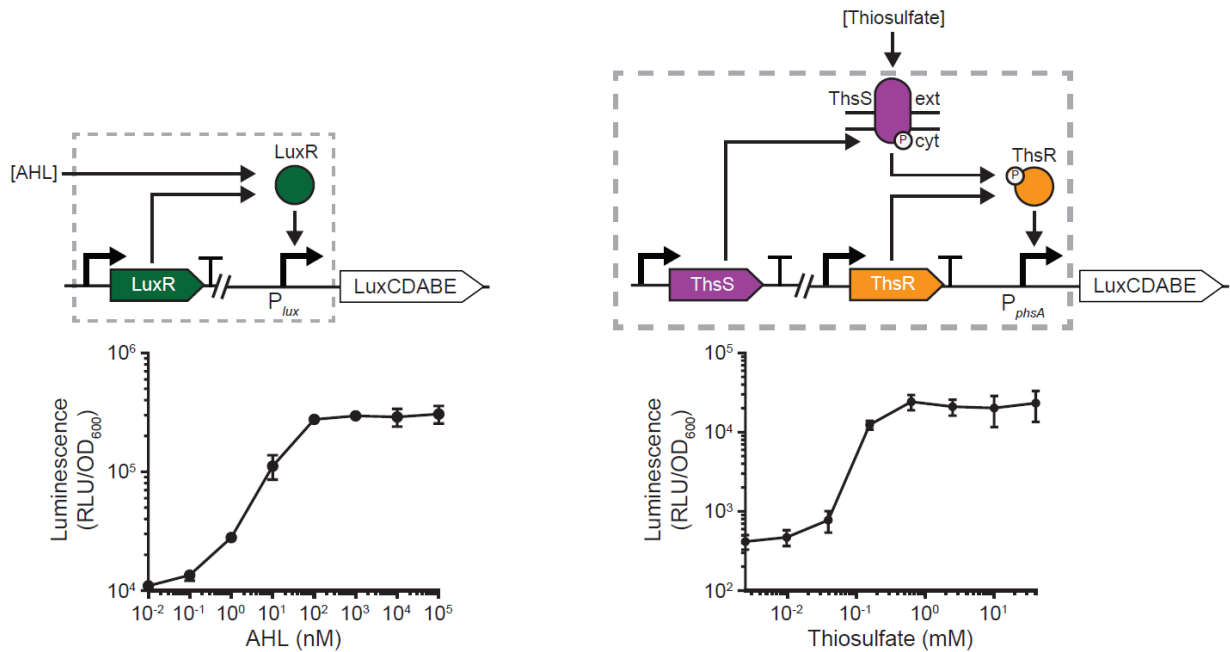 [AHL]
LuxR
LuxR
P_lux
LuxCDABE
[Thiosulfate]
ThsS
ext
P
cyt
ThsR
P
ThsS
ThsR
P_phsA
LuxCDABE
Luminescence
(RLU/OD_600)
10^6
10^5
10^4
10^-2 10^-1 10^0 10^1 10^2 10^3 10^4 10^5
AHL (nM)
Luminescence
(RLU/OD_600)
10^5
10^4
10^3
10^2
10^-2 10^-1 10^0 10^1
Thiosulfate (mM)